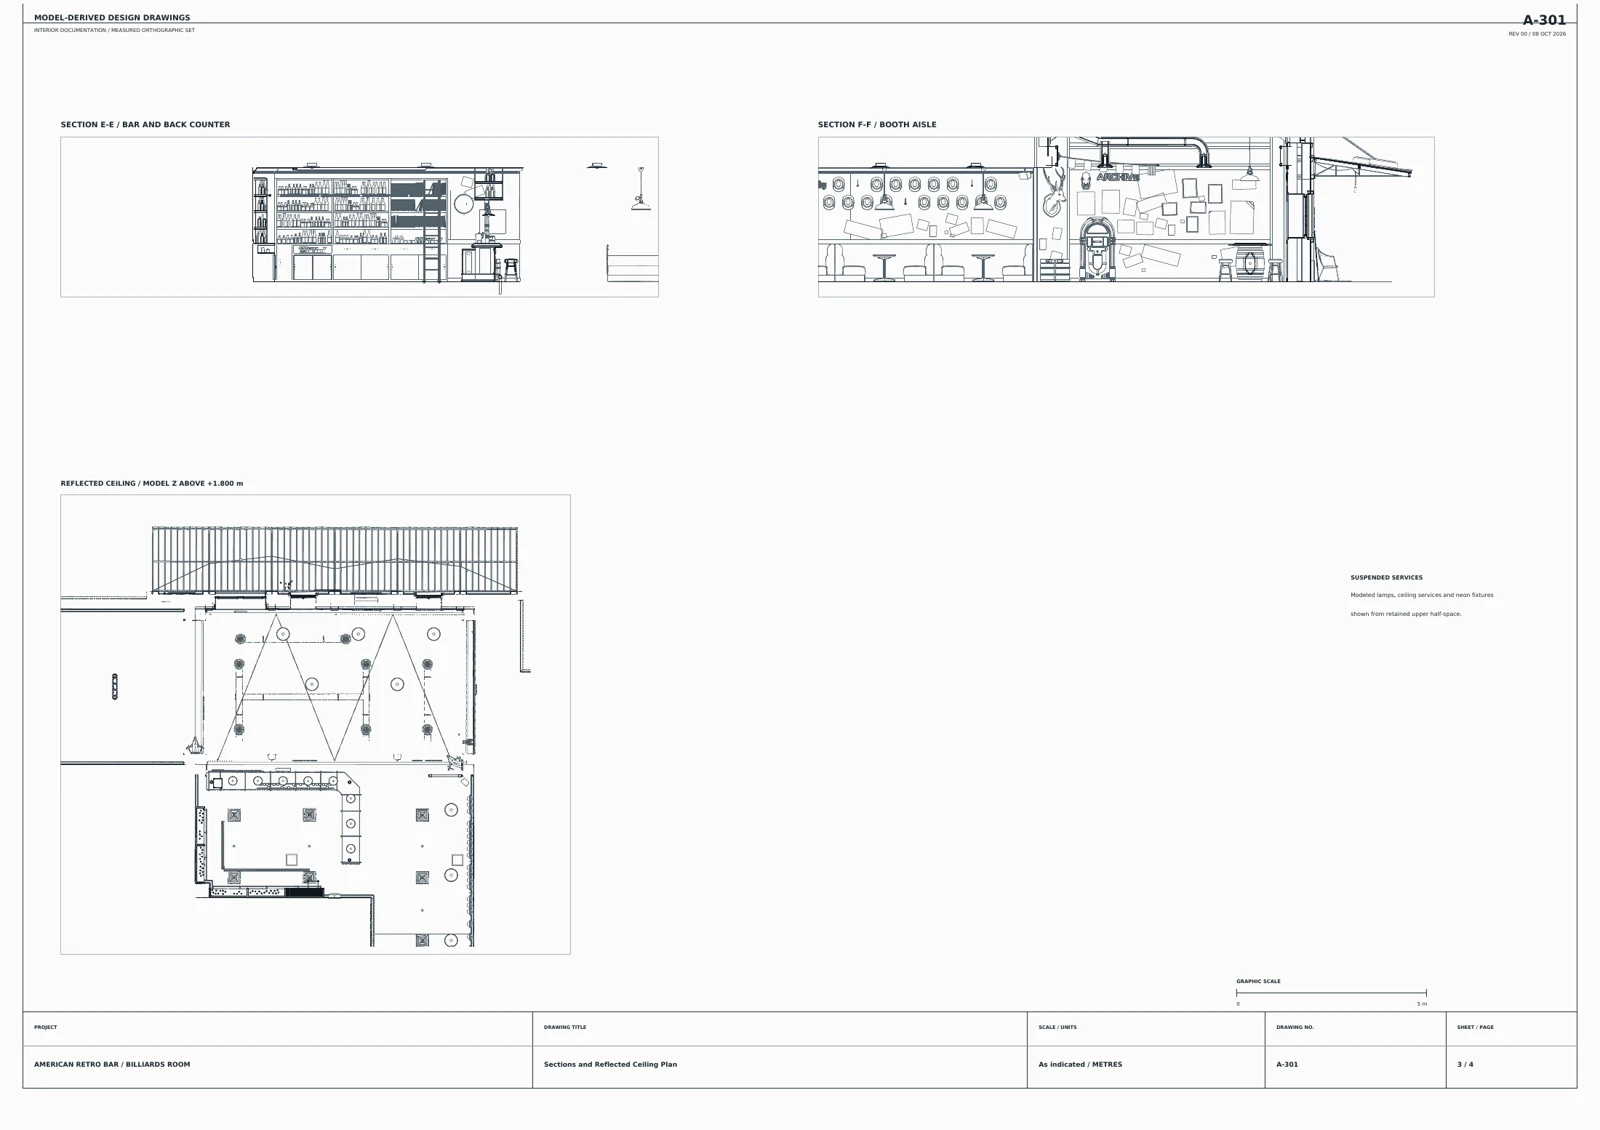 MODEL-DERIVED DESIGN DRAWINGS
INTERIOR DOCUMENTATION / MEASURED ORTHOGRAPHIC SET
A-301
REV 00 / 08 OCT 2026
SECTION E-E / BAR AND BACK COUNTER
SECTION F-F / BOOTH AISLE
ARCHIVE
REFLECTED CEILING / MODEL Z ABOVE +1.800 m
SUSPENDED SERVICES
Modeled lamps, ceiling services and neon fixtures
shown from retained upper half-space.
GRAPHIC SCALE
0 5 m
PROJECT
DRAWING TITLE
SCALE / UNITS
DRAWING NO.
SHEET / PAGE
AMERICAN RETRO BAR / BILLIARDS ROOM
Sections and Reflected Ceiling Plan
As indicated / METRES
A-301
3 / 4